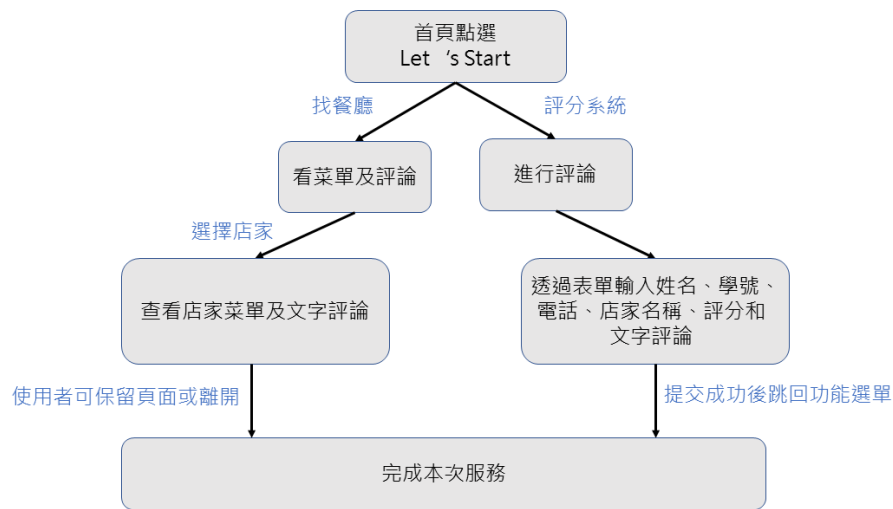 首頁點選
Let ‘s Start
找餐廳
評分系統
看菜單及評論
進行評論
選擇店家
查看店家菜單及文字評論
透過表單輸入姓名、學號、
電話、店家名稱、評分和
文字評論
使用者可保留頁面或離開
提交成功後跳回功能選單
完成本次服務